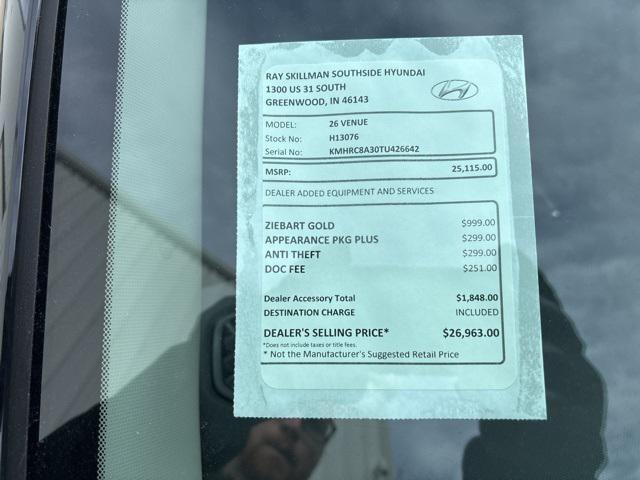 RAY SKILLMAN SOUTHSIDE HYUNDAI
1300 US 31 SOUTH
GREENWOOD, IN 46143
MODEL: 26 VENUE
Stock No: H13076
Serial No: KMHRC8A30TU426642
MSRP: 25,115.00
DEALER ADDED EQUIPMENT AND SERVICES
ZIEBART GOLD $999.00
APPEARANCE PKG PLUS $299.00
ANTI THEFT $299.00
DOC FEE $251.00
Dealer Accessory Total $1,848.00
DESTINATION CHARGE INCLUDED
DEALER'S SELLING PRICE* $26,963.00
*Does not include taxes or title fees.
* Not the Manufacturer's Suggested Retail Price